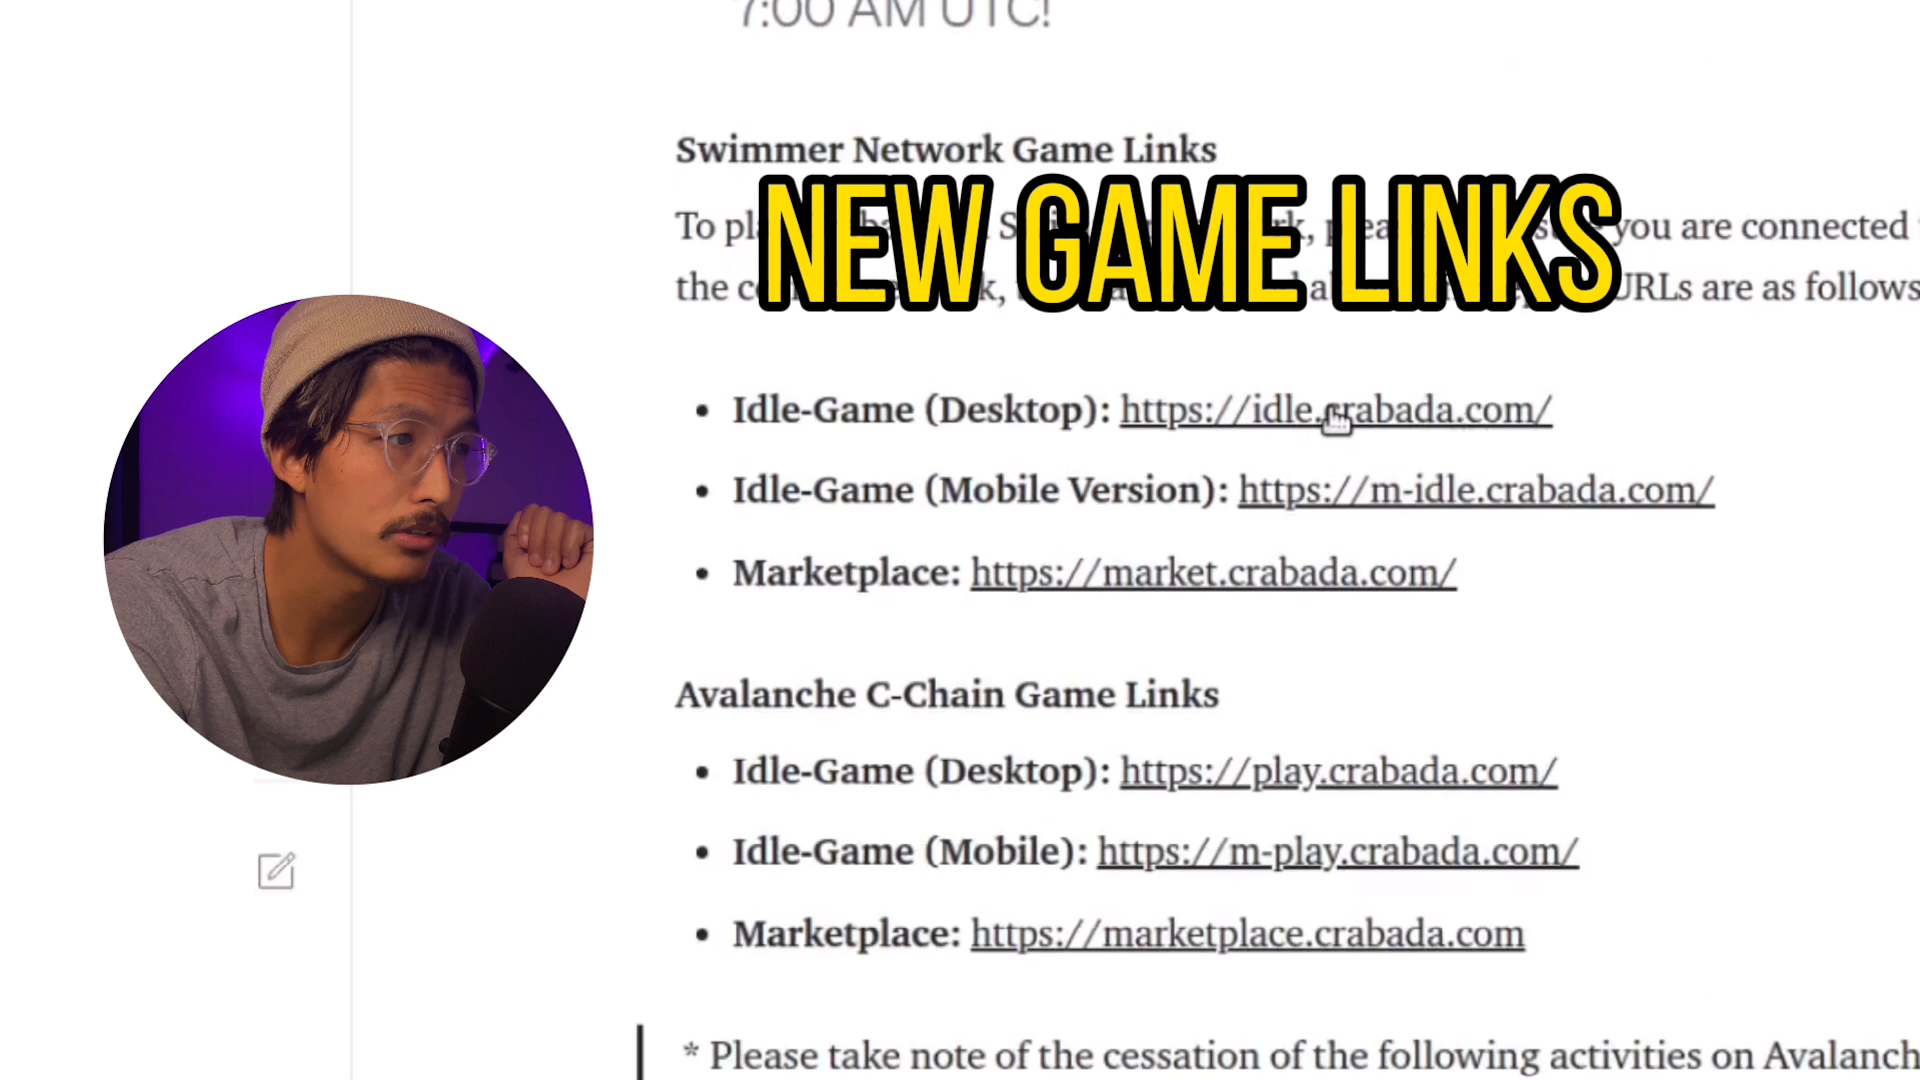 7:00 AM UTC!
Swimmer Network Game Links
NEW GAME LINKS
To you are connected
the URLs are as follows
• Idle-Game (Desktop): https://idle.crabada.com/
• Idle-Game (Mobile Version): https://m-idle.crabada.com/
• Marketplace: https://market.crabada.com/
Avalanche C-Chain Game Links
• Idle-Game (Desktop): https://play.crabada.com/
• Idle-Game (Mobile): https://m-play.crabada.com/
• Marketplace: https://marketplace.crabada.com
* Please take note of the cessation of the following activities on Avalanch